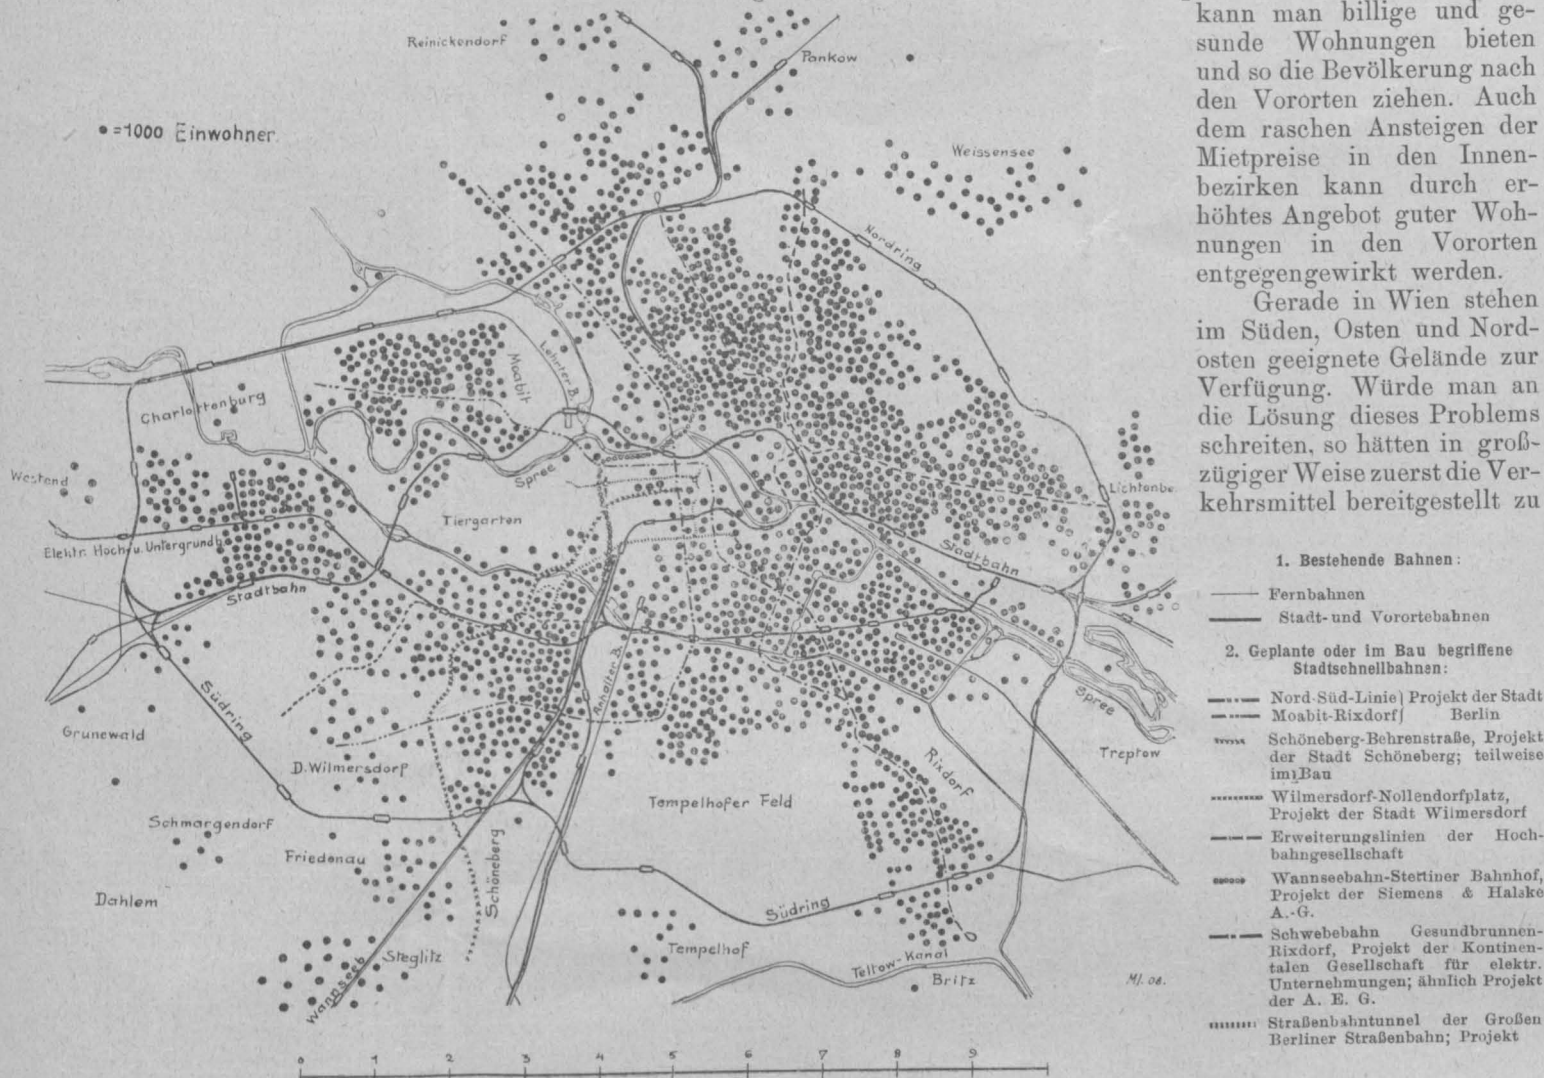 Reinickendorf
Pankow
•=1000 Einwohner.
Weissensee
Nordring
Moabit
Lehrter B.
Charlottenburg
Westend
Spree
Tiergarten
Lichtenbe
Elektr. Hoch- u. Untergrundb
Stadtbahn
Stadtbahn
Südring
Anhalter B.
Spree
Grunewald
D. Wilmersdorf
Rixdorf
Treptow
Tempelhofer Feld
Schmargendorf
Friedenau
Schöneberg
Dahlem
Südring
Steglitz
Tempelhof
Teltow-Kanal
Britz
Wannseeb
M/. 08.
0 1 2 3 4 5 6 7 8 9
kann man billige und ge-
sunde Wohnungen bieten
und so die Bevölkerung nach
den Vororten ziehen. Auch
dem raschen Ansteigen der
Mietpreise in den Innen-
bezirken kann durch er-
höhtes Angebot guter Woh-
nungen in den Vororten
entgegengewirkt werden.
Gerade in Wien stehen
im Süden, Osten und Nord-
osten geeignete Gelände zur
Verfügung. Würde man an
die Lösung dieses Problems
schreiten, so hätten in groß-
zügiger Weise zuerst die Ver-
kehrsmittel bereitgestellt zu
1. Bestehende Bahnen:
Fernbahnen
Stadt- und Vorortebahnen
2. Geplante oder im Bau begriffene
Stadtschnellbahnen:
Nord-Süd-Linie } Projekt der Stadt
Moabit-Rixdorf } Berlin
Schöneberg-Behrenstraße, Projekt
der Stadt Schöneberg; teilweise
im Bau
Wilmersdorf-Nollendorfplatz,
Projekt der Stadt Wilmersdorf
Erweiterungslinien der Hoch-
bahngesellschaft
Wannseebahn-Stettiner Bahnhof,
Projekt der Siemens & Halske
A.-G.
Schwebebahn Gesundbrunnen-
Rixdorf, Projekt der Kontinen-
talen Gesellschaft für elektr.
Unternehmungen; ähnlich Projekt
der A. E. G.
Straßenbahntunnel der Großen
Berliner Straßenbahn; Projekt